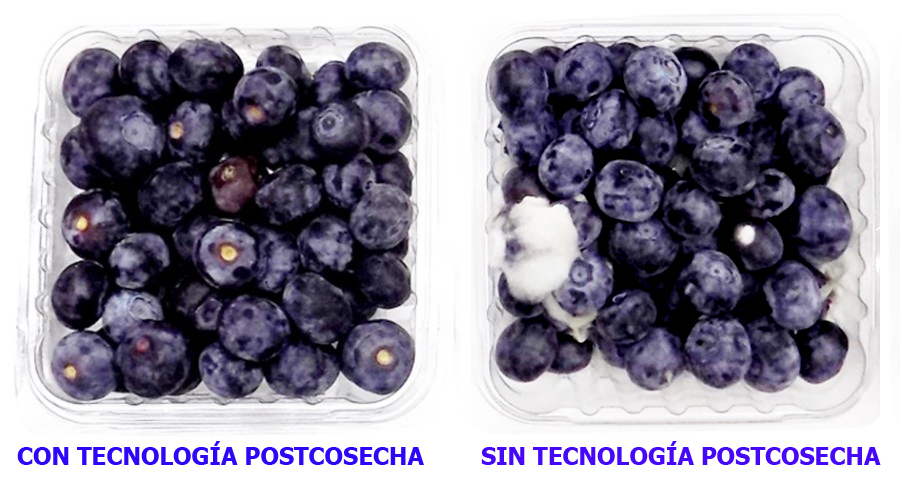 CON TECNOLOGÍA POSTCOSECHA
SIN TECNOLOGÍA POSTCOSECHA